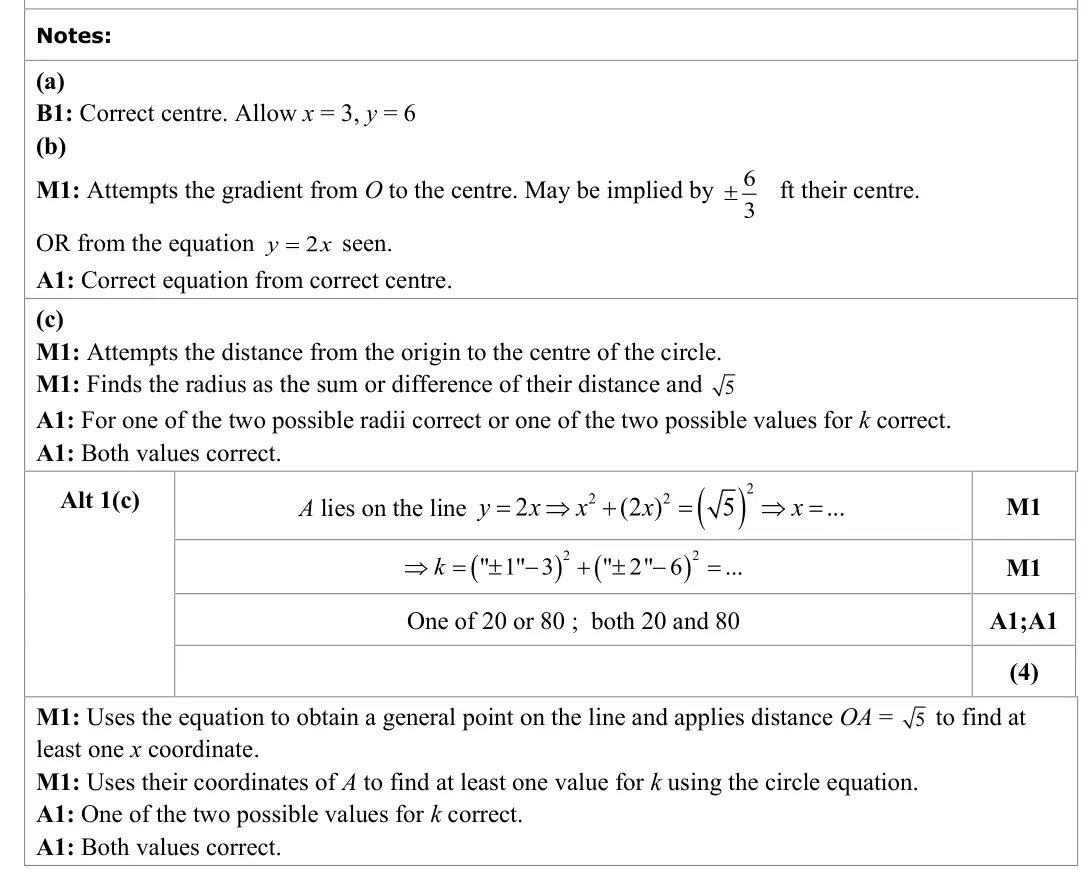 Notes:
(a)
B1: Correct centre. Allow x = 3, y = 6
(b)
M1: Attempts the gradient from O to the centre. May be implied by ± 6/3 ft their centre.
OR from the equation y = 2x seen.
A1: Correct equation from correct centre.
(c)
M1: Attempts the distance from the origin to the centre of the circle.
M1: Finds the radius as the sum or difference of their distance and √5
A1: For one of the two possible radii correct or one of the two possible values for k correct.
A1: Both values correct.
Alt 1(c) A lies on the line y = 2x ⇒ x² + (2x)² = (√5)² ⇒ x = ... M1
⇒ k = ("±1"−3)² + ("±2"−6)² = ... M1
One of 20 or 80 ; both 20 and 80 A1;A1
(4)
M1: Uses the equation to obtain a general point on the line and applies distance OA = √5 to find at
least one x coordinate.
M1: Uses their coordinates of A to find at least one value for k using the circle equation.
A1: One of the two possible values for k correct.
A1: Both values correct.